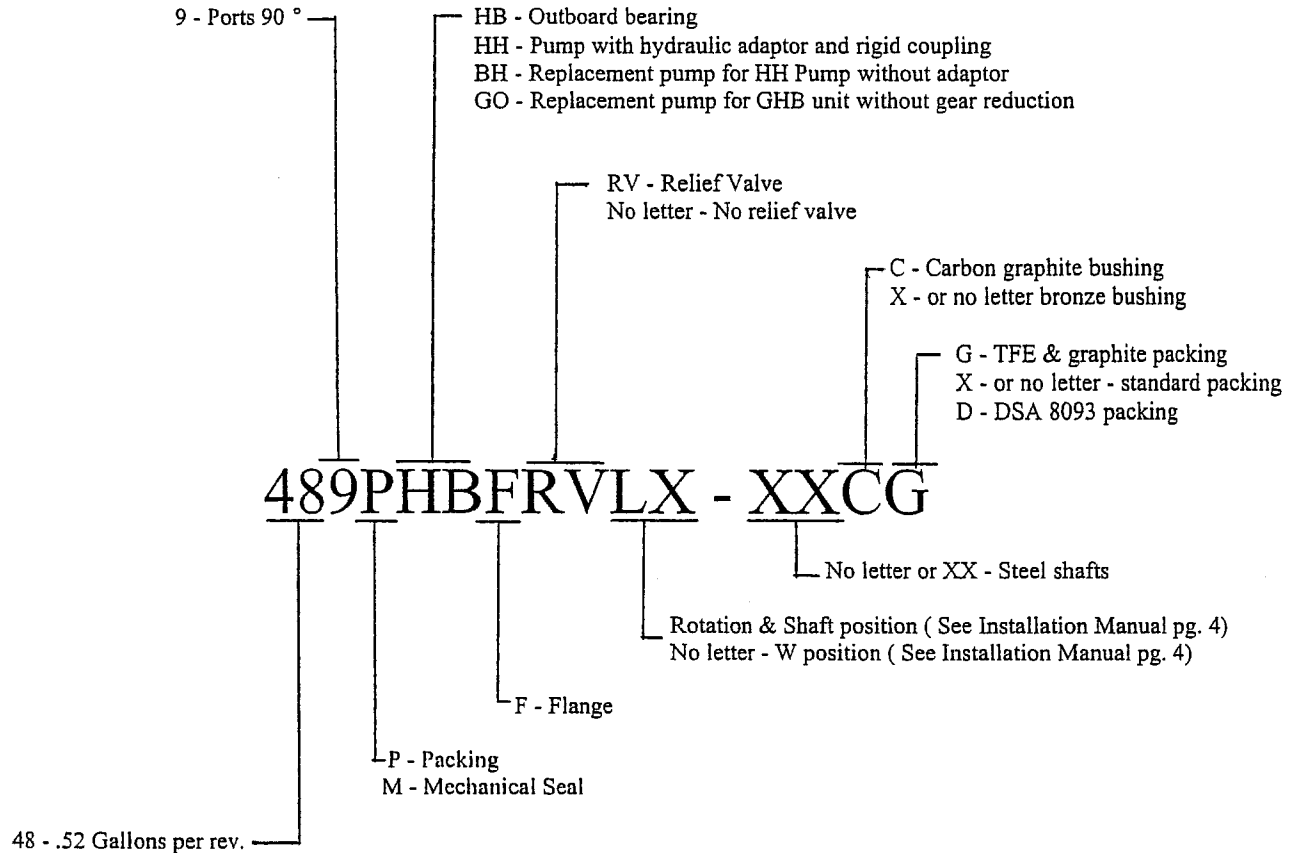 9 - Ports 90 °
HB - Outboard bearing
HH - Pump with hydraulic adaptor and rigid coupling
BH - Replacement pump for HH Pump without adaptor
GO - Replacement pump for GHB unit without gear reduction
RV - Relief Valve
No letter - No relief valve
C - Carbon graphite bushing
X - or no letter bronze bushing
G - TFE & graphite packing
X - or no letter - standard packing
D - DSA 8093 packing
489PHBFRVLX - XXCG
No letter or XX - Steel shafts
Rotation & Shaft position ( See Installation Manual pg. 4)
No letter - W position ( See Installation Manual pg. 4)
F - Flange
P - Packing
M - Mechanical Seal
48 - .52 Gallons per rev.